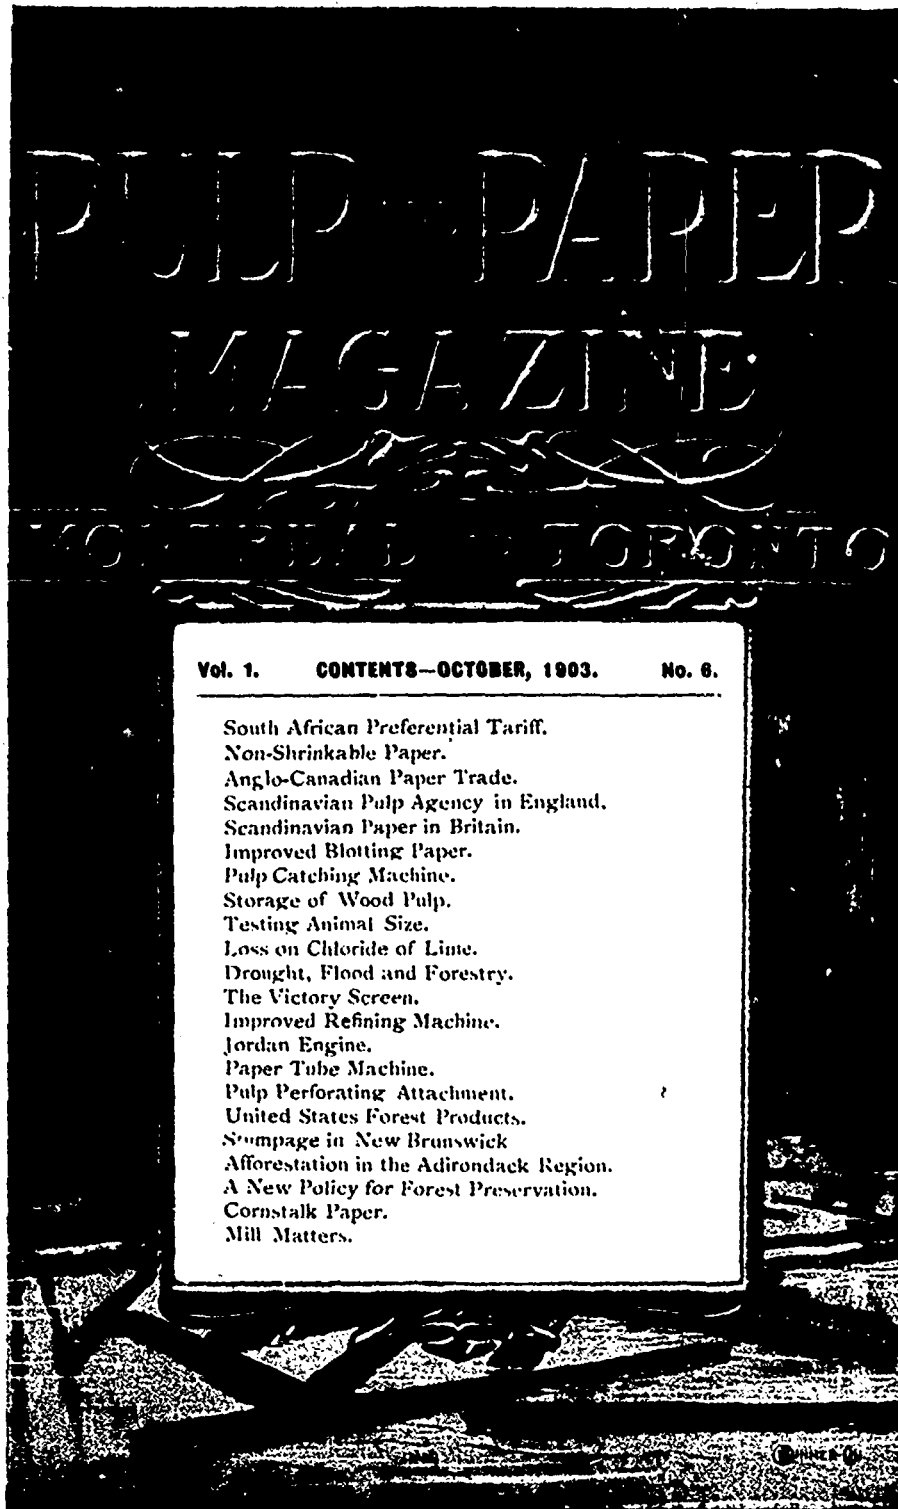 PULP AND PAPER
MAGAZINE
MONTREAL AND TORONTO
Vol. 1. CONTENTS—OCTOBER, 1903. No. 6.
South African Preferential Tariff.
Non-Shrinkable Paper.
Anglo-Canadian Paper Trade.
Scandinavian Pulp Agency in England.
Scandinavian Paper in Britain.
Improved Blotting Paper.
Pulp Catching Machine.
Storage of Wood Pulp.
Testing Animal Size.
Loss on Chloride of Lime.
Drought, Flood and Forestry.
The Victory Screen.
Improved Refining Machine.
Jordan Engine.
Paper Tube Machine.
Pulp Perforating Attachment.
United States Forest Products.
Stumpage in New Brunswick
Afforestation in the Adirondack Region.
A New Policy for Forest Preservation.
Cornstalk Paper.
Mill Matters.